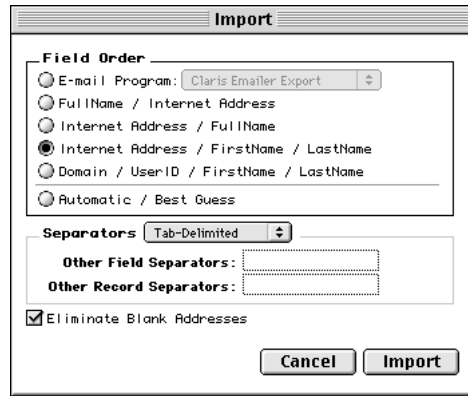 Import
Field Order
E-mail Program: Claris Emailer Export
FullName / Internet Address
Internet Address / FullName
Internet Address / FirstName / LastName
Domain / UserID / FirstName / LastName
Automatic / Best Guess
Separators Tab-Delimited
Other Field Separators:
Other Record Separators:
Eliminate Blank Addresses
Cancel Import